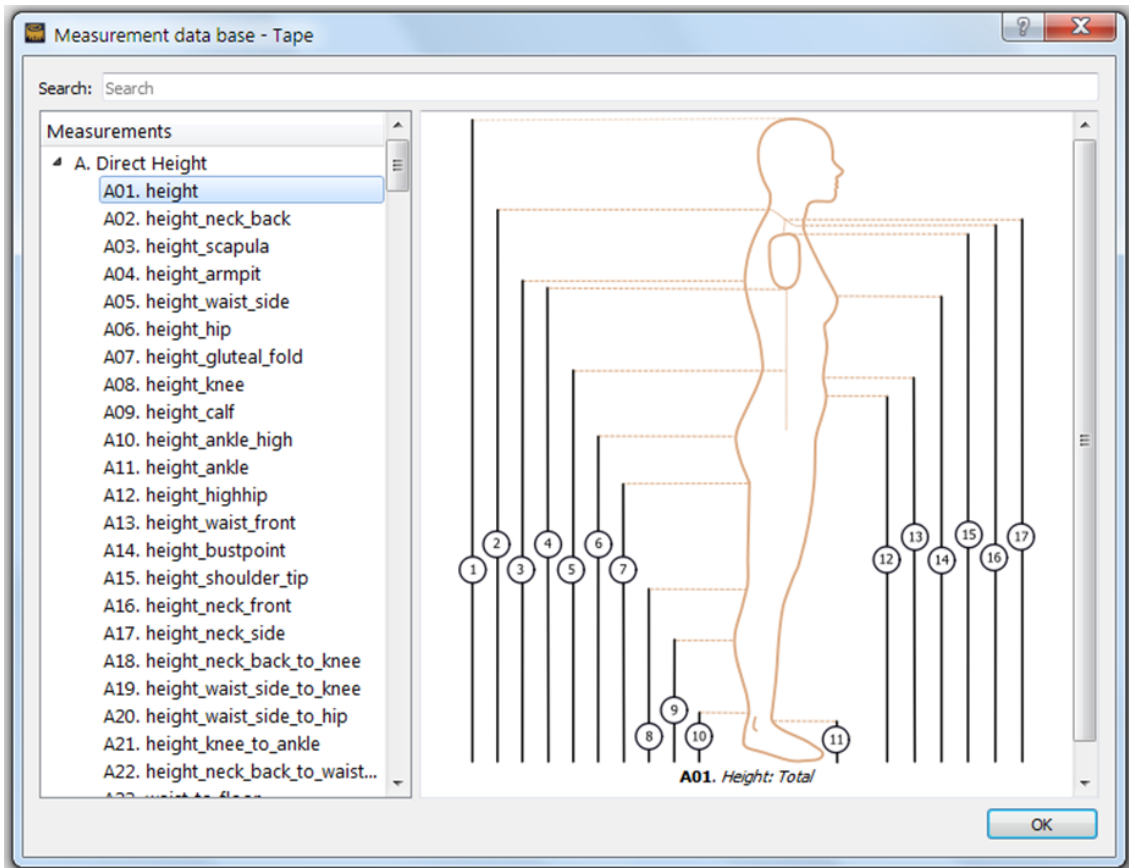 Measurement data base - Tape
Search: Search
Measurements
A. Direct Height
A01. height
A02. height_neck_back
A03. height_scapula
A04. height_armpit
A05. height_waist_side
A06. height_hip
A07. height_gluteal_fold
A08. height_knee
A09. height_calf
A10. height_ankle_high
A11. height_ankle
A12. height_highhip
A13. height_waist_front
A14. height_bustpoint
A15. height_shoulder_tip
A16. height_neck_front
A17. height_neck_side
A18. height_neck_back_to_knee
A19. height_waist_side_to_knee
A20. height_waist_side_to_hip
A21. height_knee_to_ankle
A22. height_neck_back_to_waist...
A23. waist_to_floor
1
2
3
4
5
6
7
8
9
10
11
12
13
14
15
16
17
A01. Height: Total
OK